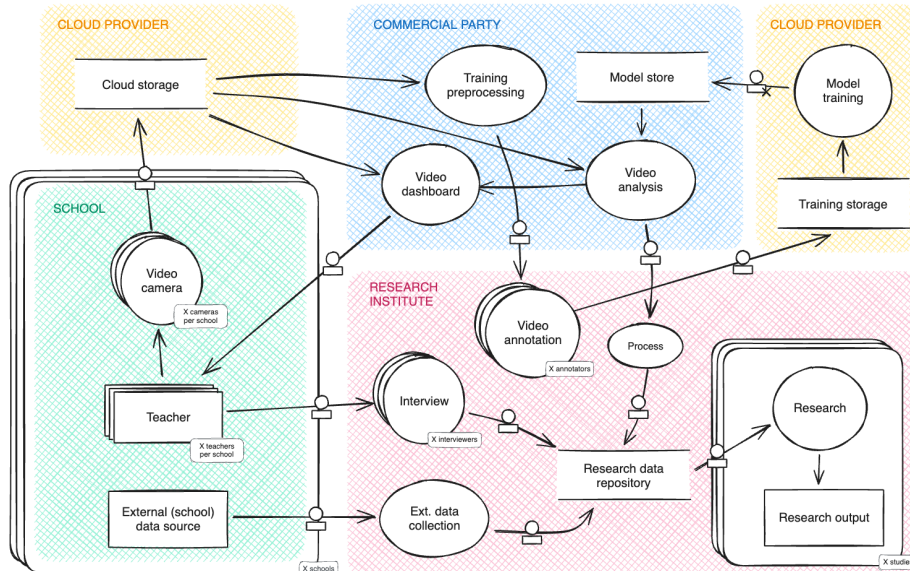 CLOUD PROVIDER
COMMERCIAL PARTY
CLOUD PROVIDER
Cloud storage
Training
preprocessing
Model store
Model
training
Video
dashboard
Video
analysis
Training storage
SCHOOL
Video
camera
X cameras
per school
RESEARCH
INSTITUTE
Video
annotation
X annotators
Process
Teacher
X teachers
per school
Interview
X interviewers
Research
Research data
repository
External (school)
data source
Ext. data
collection
Research output
X schools
X studie